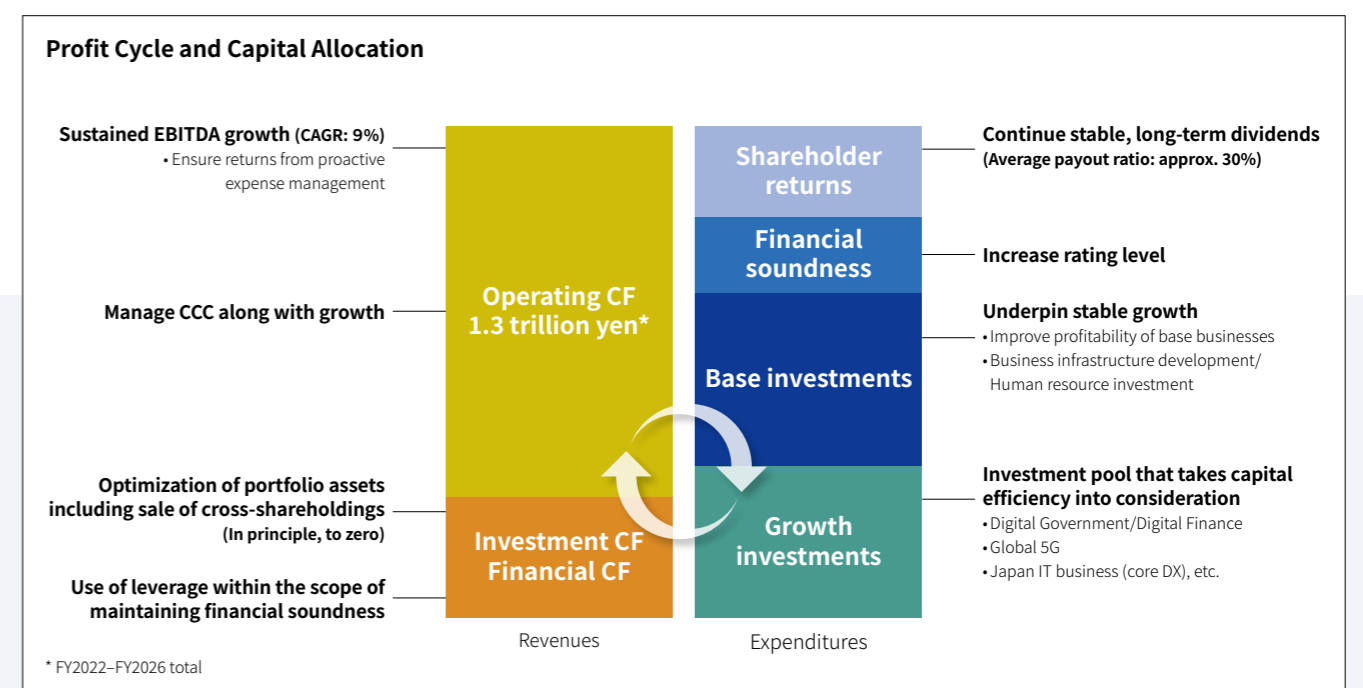 Profit Cycle and Capital Allocation
Sustained EBITDA growth (CAGR: 9%)
• Ensure returns from proactive
expense management
Manage CCC along with growth
Optimization of portfolio assets
including sale of cross-shareholdings
(In principle, to zero)
Use of leverage within the scope of
maintaining financial soundness
Operating CF
1.3 trillion yen*
Investment CF
Financial CF
Revenues
Shareholder
returns
Financial
soundness
Base investments
Growth
investments
Expenditures
Continue stable, long-term dividends
(Average payout ratio: approx. 30%)
Increase rating level
Underpin stable growth
• Improve profitability of base businesses
• Business infrastructure development/
Human resource investment
Investment pool that takes capital
efficiency into consideration
• Digital Government/Digital Finance
• Global 5G
• Japan IT business (core DX), etc.
* FY2022–FY2026 total